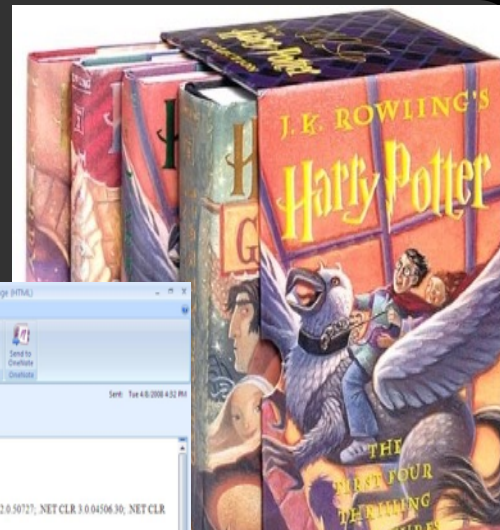 Harry Potter
J.K. ROWLING'S
Harry Potter
H
G
THE
FIRST FOUR
THRILLING
ge (HTML)
Send to
OneNote
OneNote
Sent: Tue 4/8/2008 4:52 PM
2.0.50727; .NET CLR 3.0.04506.30; .NET CLR